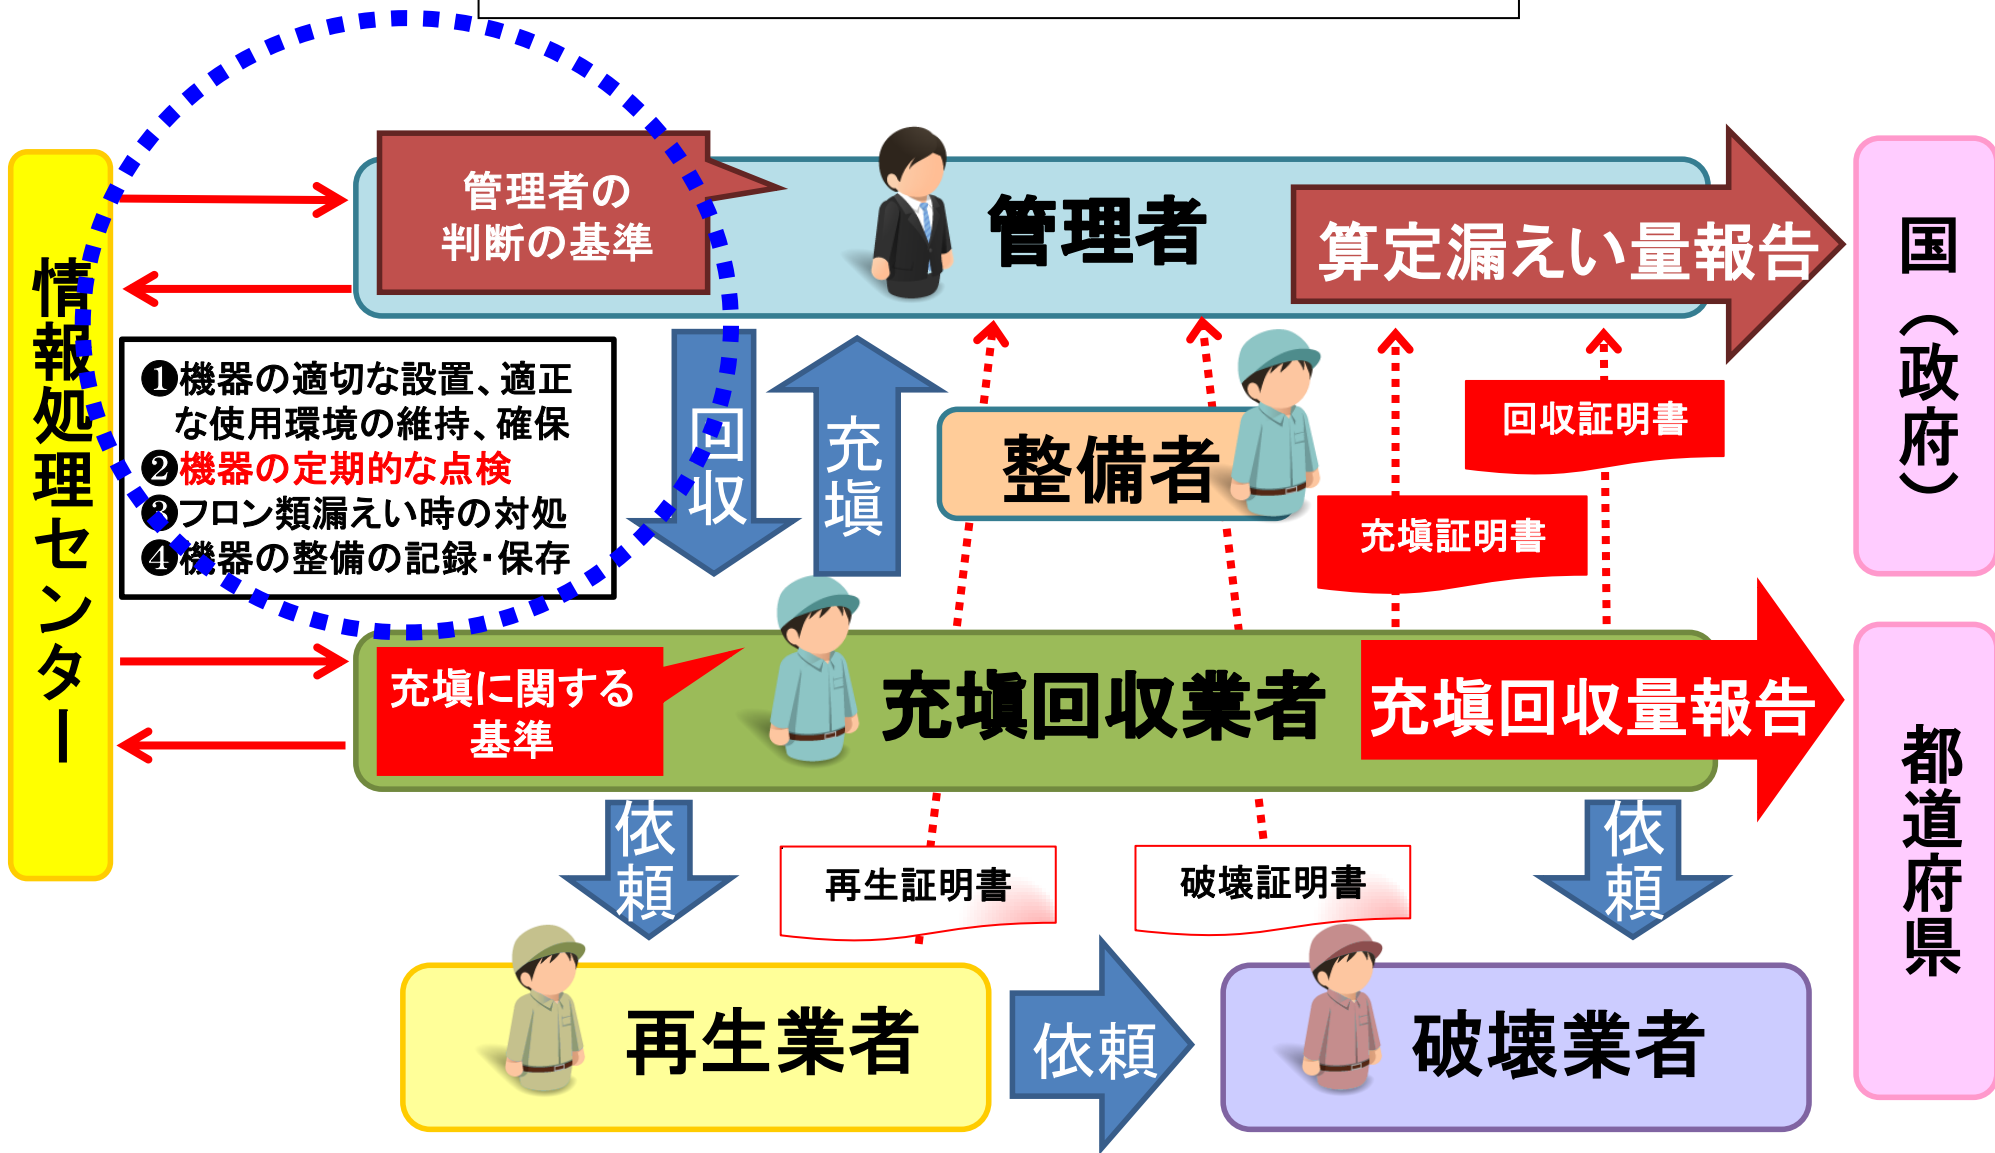 管理者の
判断の基準
管理者
算定漏えい量報告
国（政府）
情報処理センター
❶機器の適切な設置、適正
な使用環境の維持、確保
❷機器の定期的な点検
❸フロン類漏えい時の対処
❹機器の整備の記録・保存
回収
充塡
整備者
回収証明書
充塡証明書
充塡に関する
基準
充塡回収業者
充塡回収量報告
都道府県
依頼
再生証明書
破壊証明書
依頼
再生業者
依頼
破壊業者